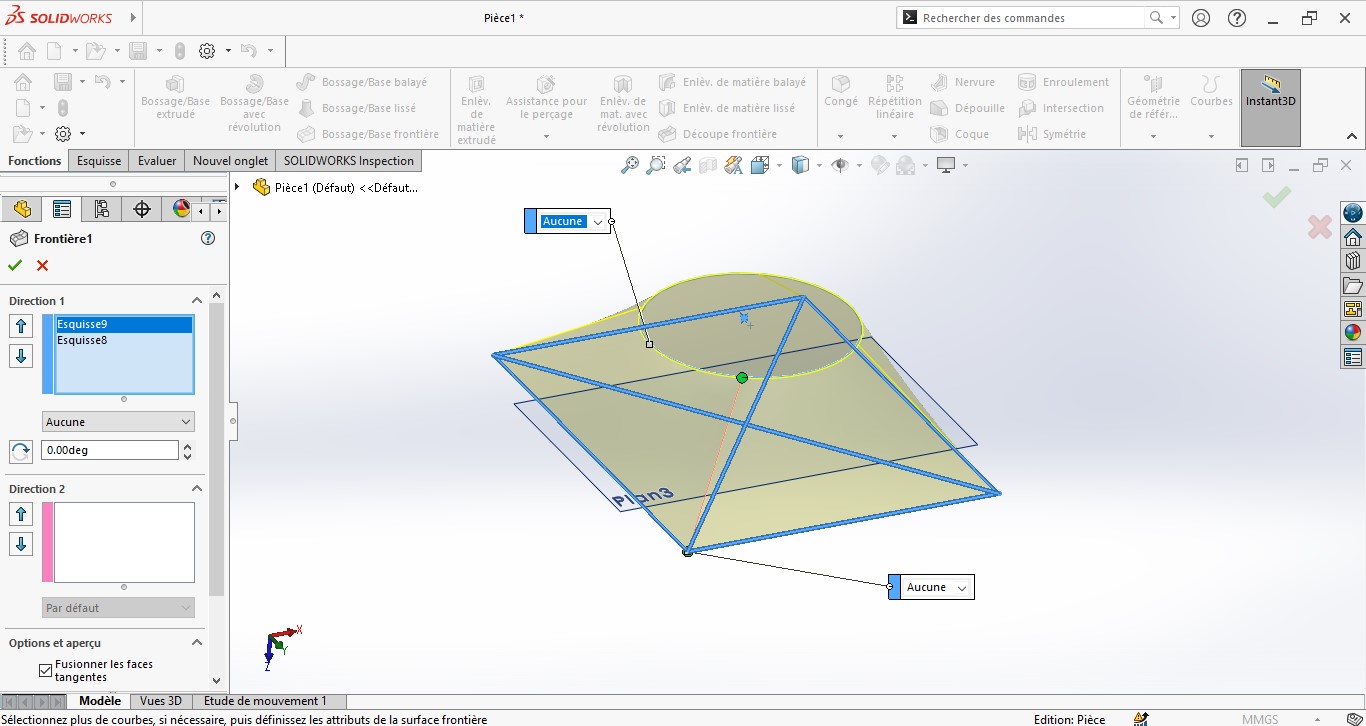 SOLIDWORKS
Pièce1 *
Rechercher des commandes
Bossage/Base
extrudé
Bossage/Base
avec
révolution
Bossage/Base balayé
Bossage/Base lissé
Bossage/Base frontière
Enlèv.
de
matière
extrudé
Assistance pour
le perçage
Enlèv. de
mat. avec
révolution
Enlèv. de matière balayé
Enlèv. de matière lissé
Découpe frontière
Congé
Répétition
linéaire
Nervure
Dépouille
Coque
Enroulement
Intersection
Symétrie
Géométrie
de référ...
Courbes
Instant3D
Fonctions
Esquisse
Evaluer
Nouvel onglet
SOLIDWORKS Inspection
Pièce1 (Défaut) <<Défaut...
Frontière1
Direction 1
Esquisse9
Esquisse8
Aucune
0.00deg
Direction 2
Par défaut
Options et aperçu
Fusionner les faces
tangentes
Aucune
Plan3
Aucune
X
Y
Z
Modèle
Vues 3D
Etude de mouvement 1
Sélectionnez plus de courbes, si nécessaire, puis définissez les attributs de la surface frontière
Edition: Pièce
MMGS